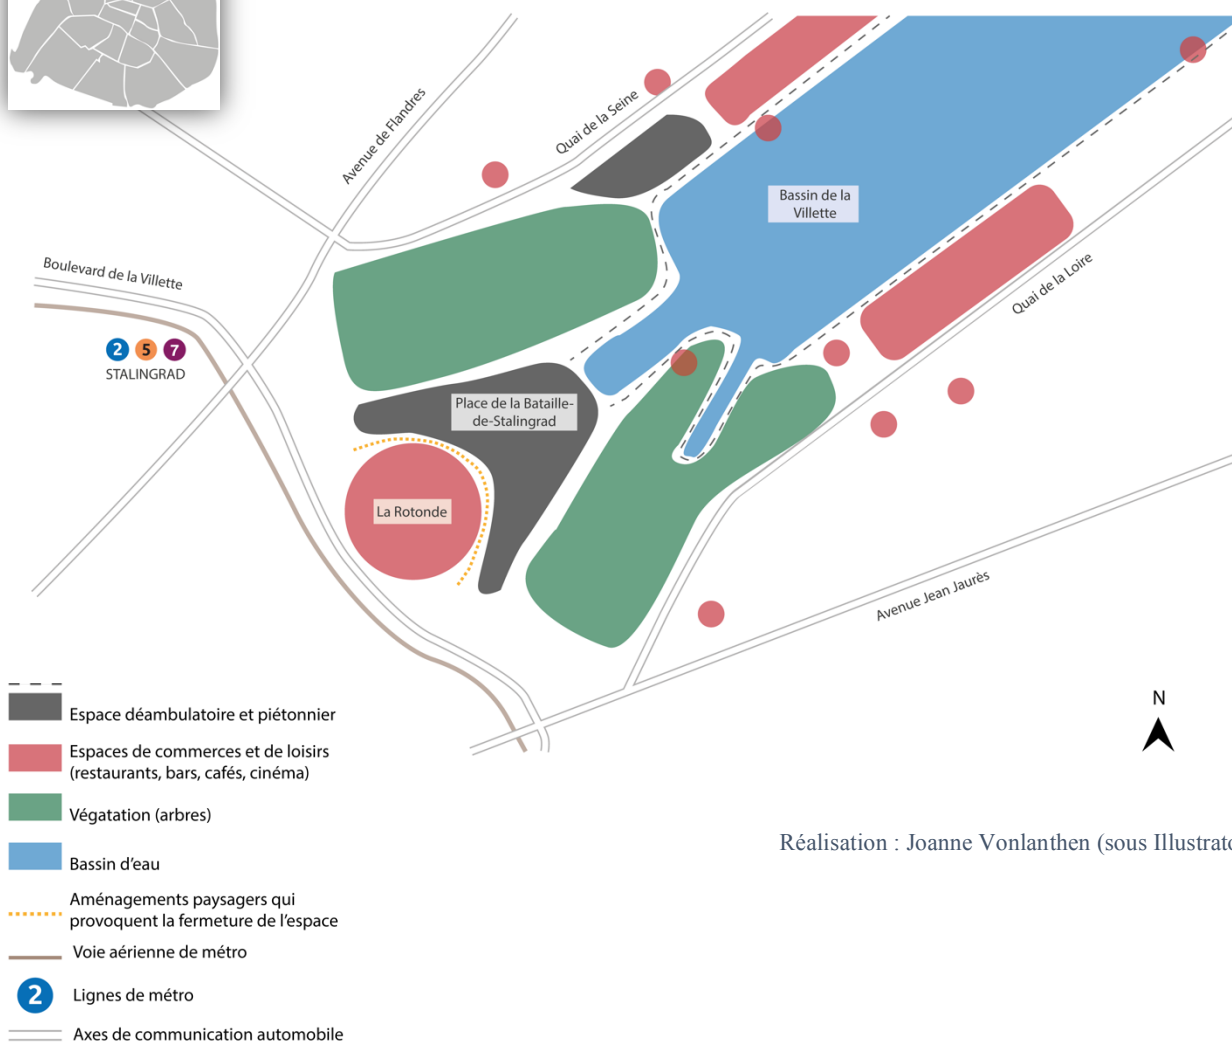 Avenue de Flandres
Quai de la Seine
Bassin de la
Villette
Boulevard de la Villette
Quai de la Loire
2 5 7
STALINGRAD
Place de la Bataille-
de-Stalingrad
La Rotonde
Avenue Jean Jaurès
N
Espace déambulatoire et piétonnier
Espaces de commerces et de loisirs
(restaurants, bars, cafés, cinéma)
Végatation (arbres)
Réalisation : Joanne Vonlanthen (sous Illustrato
Bassin d'eau
Aménagements paysagers qui
provoquent la fermeture de l'espace
Voie aérienne de métro
2 Lignes de métro
Axes de communication automobile